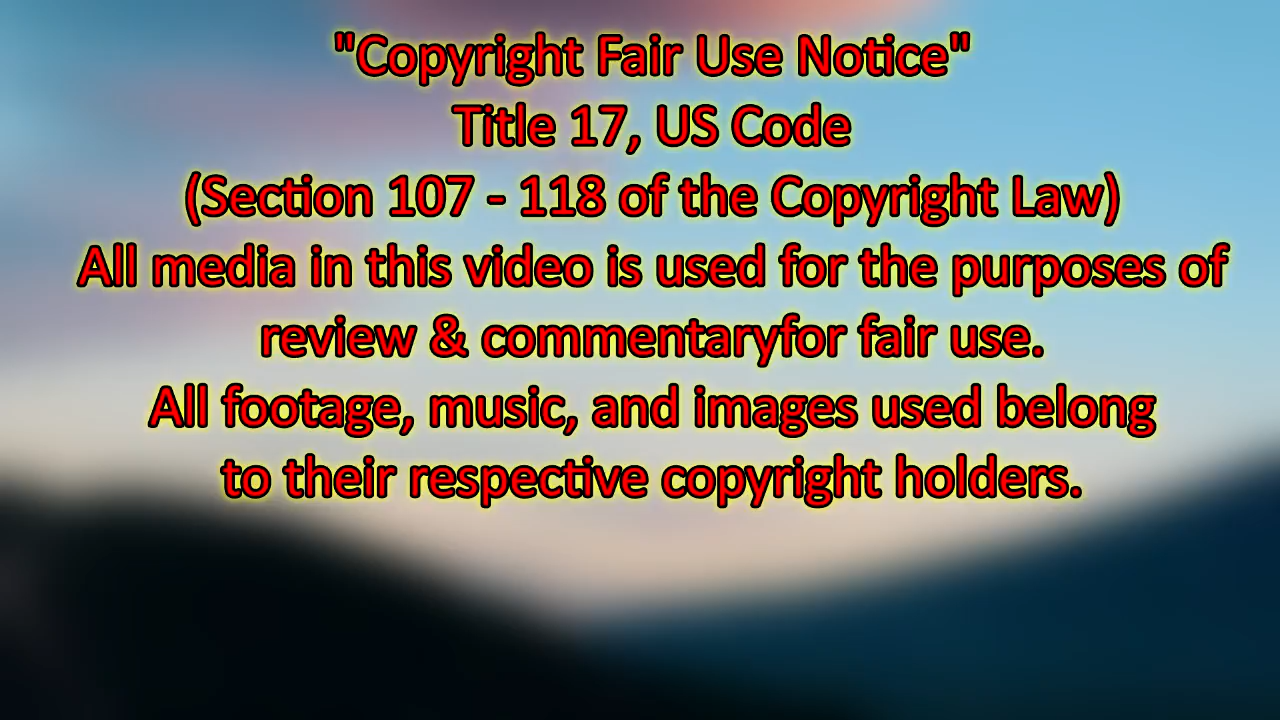 "Copyright Fair Use Notice"
Title 17, US Code
(Section 107 - 118 of the Copyright Law)
All media in this video is used for the purposes of
review & commentaryfor fair use.
All footage, music, and images used belong
to their respective copyright holders.